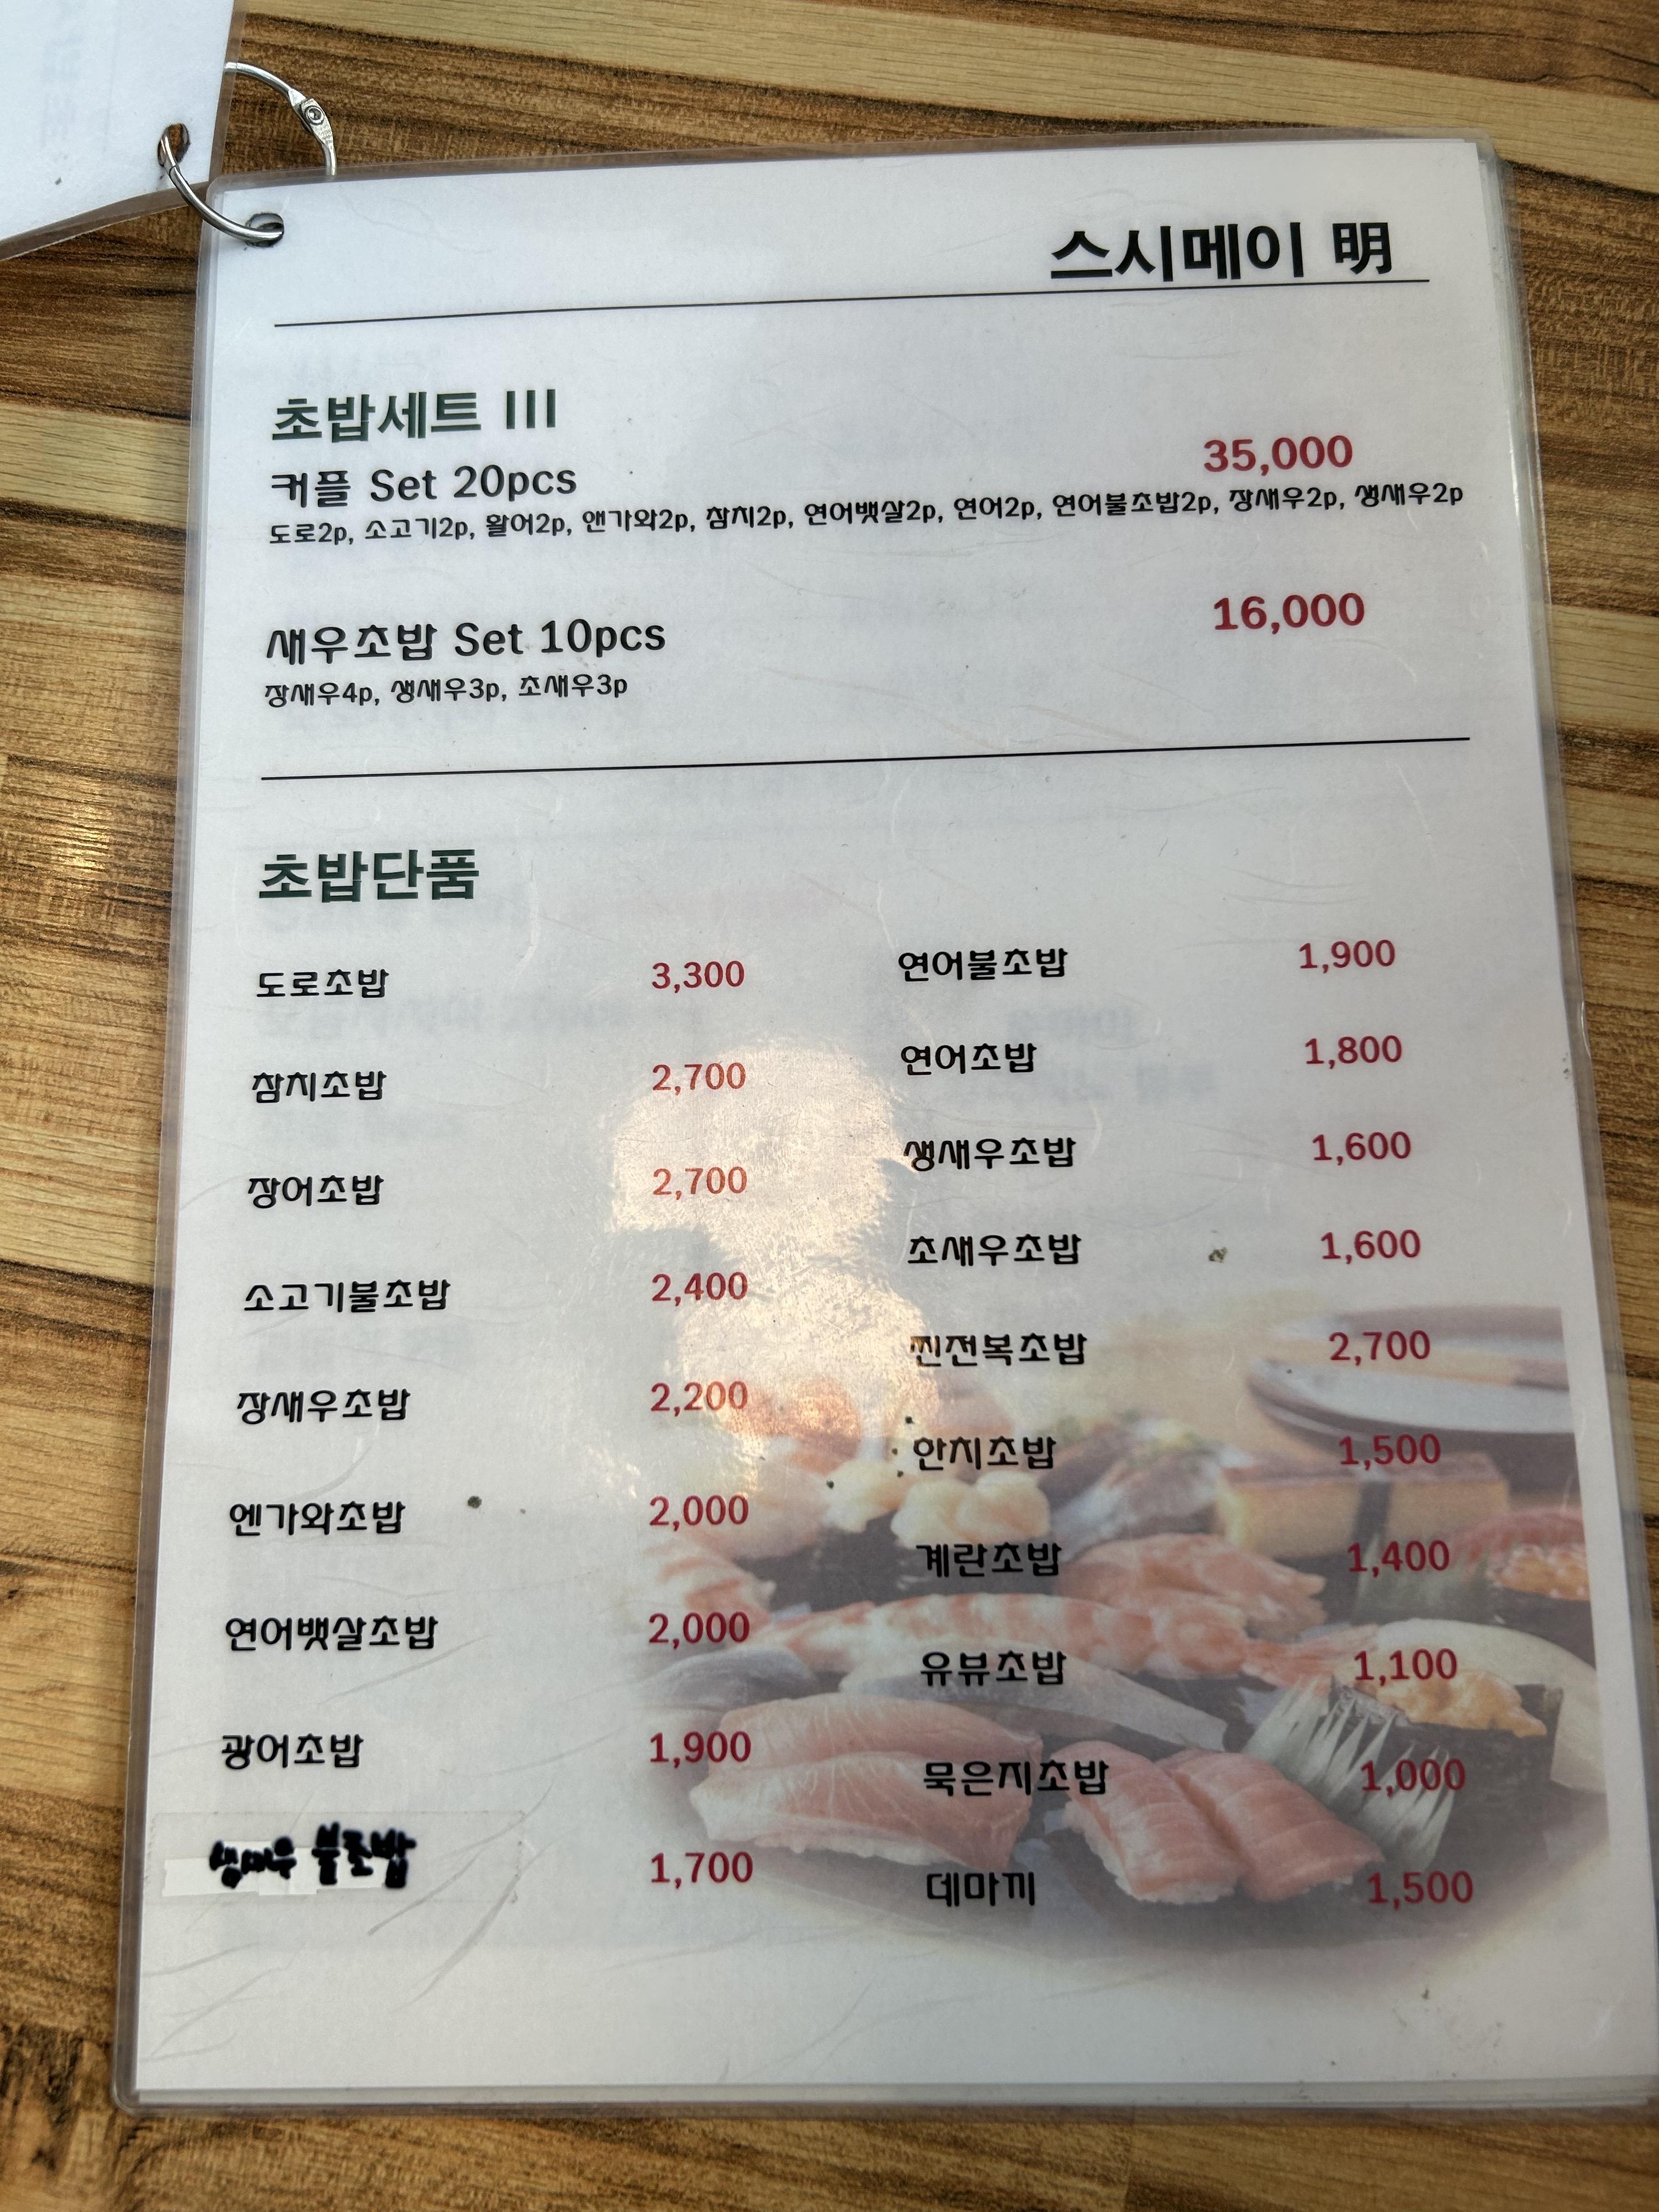 스시메이 明
초밥세트 III
커플 Set 20pcs 35,000
도로2p, 소고기2p, 활어2p, 앤가와2p, 참치2p, 연어뱃살2p, 연어2p, 연어불초밥2p, 장새우2p, 생새우2p
새우초밥 Set 10pcs 16,000
장새우4p, 생새우3p, 초새우3p
초밥단품
도로초밥 3,300
참치초밥 2,700
장어초밥 2,700
소고기불초밥 2,400
장새우초밥 2,200
엔가와초밥 2,000
연어뱃살초밥 2,000
광어초밥 1,900
생새우 불초밥 1,700
연어불초밥 1,900
연어초밥 1,800
생새우초밥 1,600
초새우초밥 1,600
찐전복초밥 2,700
한치초밥 1,500
계란초밥 1,400
유뷰초밥 1,100
묵은지초밥 1,000
데마끼 1,500